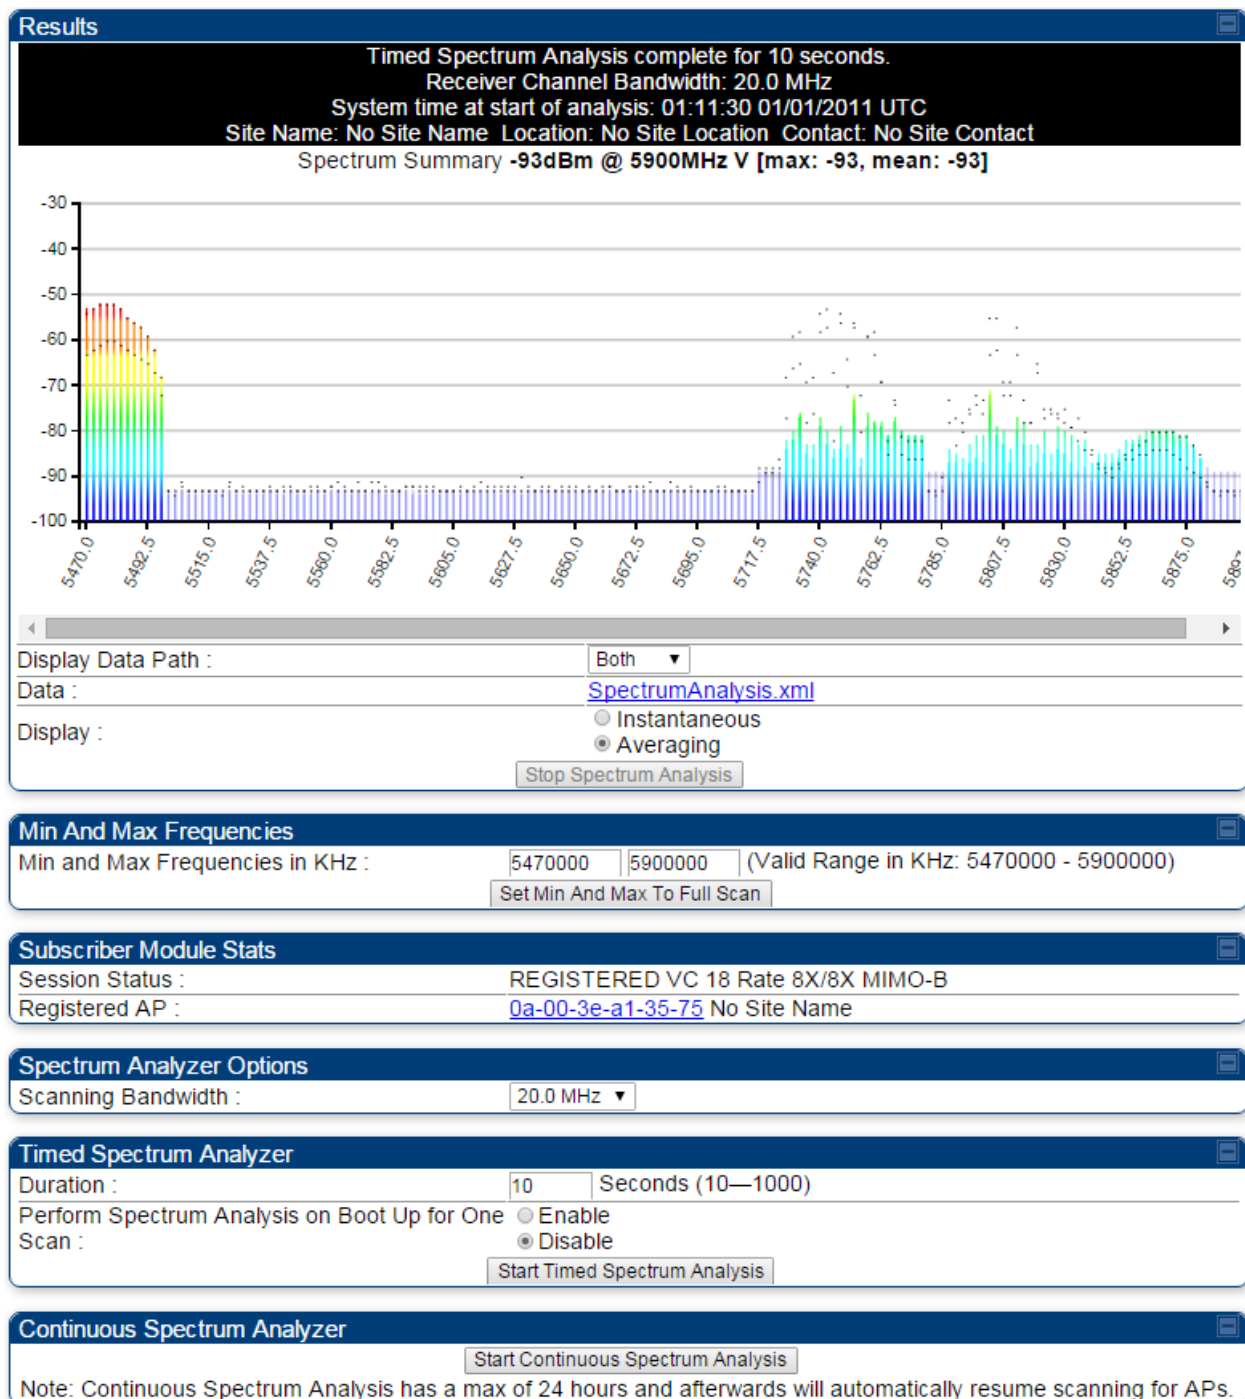 Results
Timed Spectrum Analysis complete for 10 seconds.
Receiver Channel Bandwidth: 20.0 MHz
System time at start of analysis: 01:11:30 01/01/2011 UTC
Site Name: No Site Name Location: No Site Location Contact: No Site Contact
Spectrum Summary -93dBm @ 5900MHz V [max: -93, mean: -93]
-30
-40
-50
-60
-70
-80
-90
-100
5470.0 5492.5 5515.0 5537.5 5560.0 5582.5 5605.0 5627.5 5650.0 5672.5 5695.0 5717.5 5740.0 5762.5 5785.0 5807.5 5830.0 5852.5 5875.0
Display Data Path : Both
Data : SpectrumAnalysis.xml
Display : Instantaneous
Averaging
Stop Spectrum Analysis
Min And Max Frequencies
Min and Max Frequencies in KHz : 5470000 5900000 (Valid Range in KHz: 5470000 - 5900000)
Set Min And Max To Full Scan
Subscriber Module Stats
Session Status : REGISTERED VC 18 Rate 8X/8X MIMO-B
Registered AP : 0a-00-3e-a1-35-75 No Site Name
Spectrum Analyzer Options
Scanning Bandwidth : 20.0 MHz
Timed Spectrum Analyzer
Duration : 10 Seconds (10—1000)
Perform Spectrum Analysis on Boot Up for One Scan : Enable
Disable
Start Timed Spectrum Analysis
Continuous Spectrum Analyzer
Start Continuous Spectrum Analysis
Note: Continuous Spectrum Analysis has a max of 24 hours and afterwards will automatically resume scanning for APs.